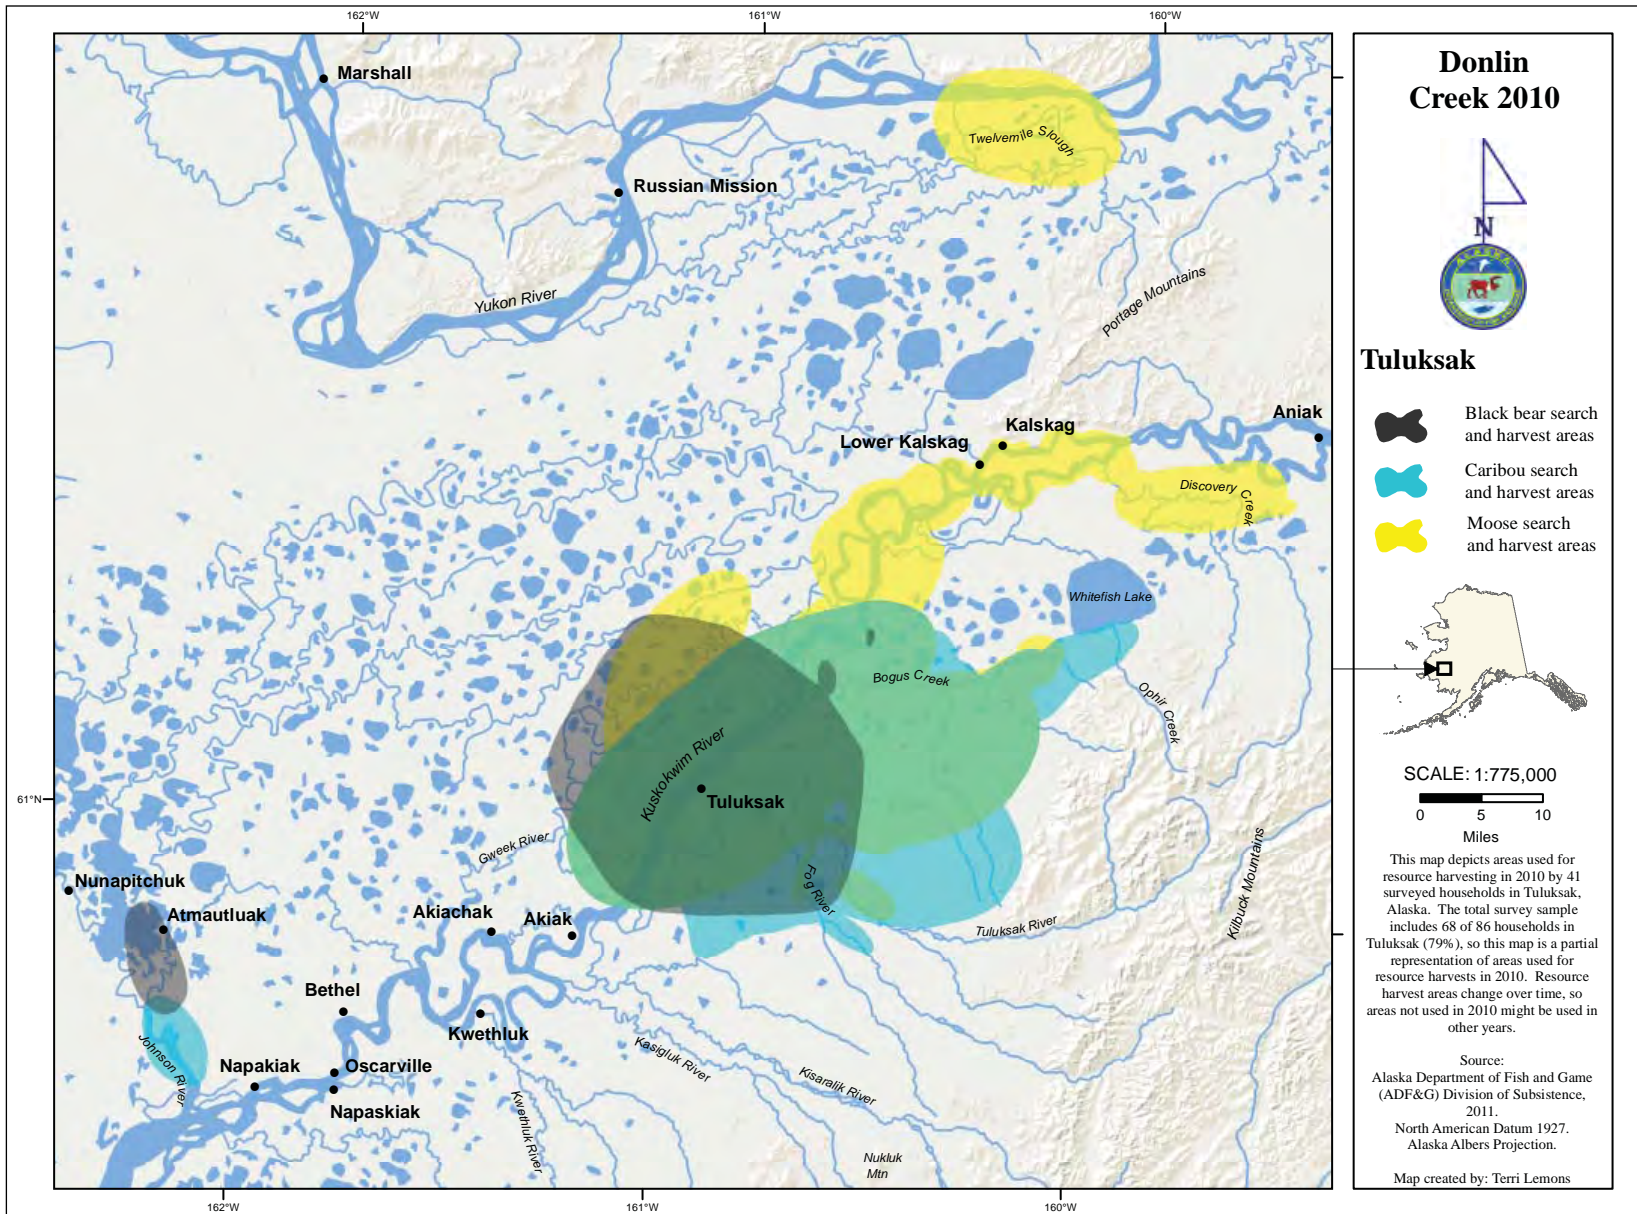 162°W
161°W
160°W
Marshall
Twelvemile Slough
Russian Mission
Portage Mountains
Yukon River
Aniak
Kalskag
Lower Kalskag
Discovery Creek
Whitefish Lake
Bogus Creek
Ophir Creek
Kuskokwim River
61°N
Tuluksak
Gweek River
Kilbuck Mountains
Fog River
Nunapitchuk
Atmautluak
Akiachak
Akiak
Tuluksak River
Bethel
Kwethluk
Johnson River
Napakiak
Oscarville
Napaskiak
Kasigluk River
Kisaralik River
Kwethluk River
Nukluk
Mtn
162°W
161°W
160°W
Donlin
Creek 2010
N
ALASKA
Tuluksak
Black bear search
and harvest areas
Caribou search
and harvest areas
Moose search
and harvest areas
SCALE: 1:775,000
0 5 10
Miles
This map depicts areas used for
resource harvesting in 2010 by 41
surveyed households in Tuluksak,
Alaska. The total survey sample
includes 68 of 86 households in
Tuluksak (79%), so this map is a partial
representation of areas used for
resource harvests in 2010. Resource
harvest areas change over time, so
areas not used in 2010 might be used in
other years.
Source:
Alaska Department of Fish and Game
(ADF&G) Division of Subsistence,
2011.
North American Datum 1927.
Alaska Albers Projection.
Map created by: Terri Lemons